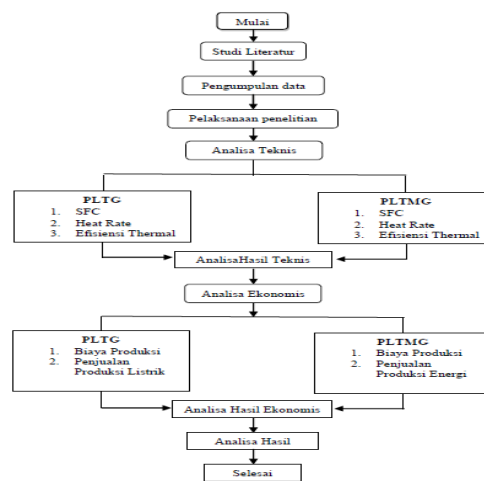 Mulai
Studi Literatur
Pengumpulan data
Pelaksanaan penelitian
Analisa Teknis
PLTG
1. SFC
2. Heat Rate
3. Efisiensi Thermal
PLTMG
1. SFC
2. Heat Rate
3. Efisiensi Thermal
AnalisaHasil Teknis
Analisa Ekonomis
PLTG
1. Biaya Produksi
2. Penjualan
Produksi Listrik
PLTMG
1. Biaya Produksi
2. Penjualan
Produksi Energi
Analisa Hasil Ekonomis
Analisa Hasil
Selesai